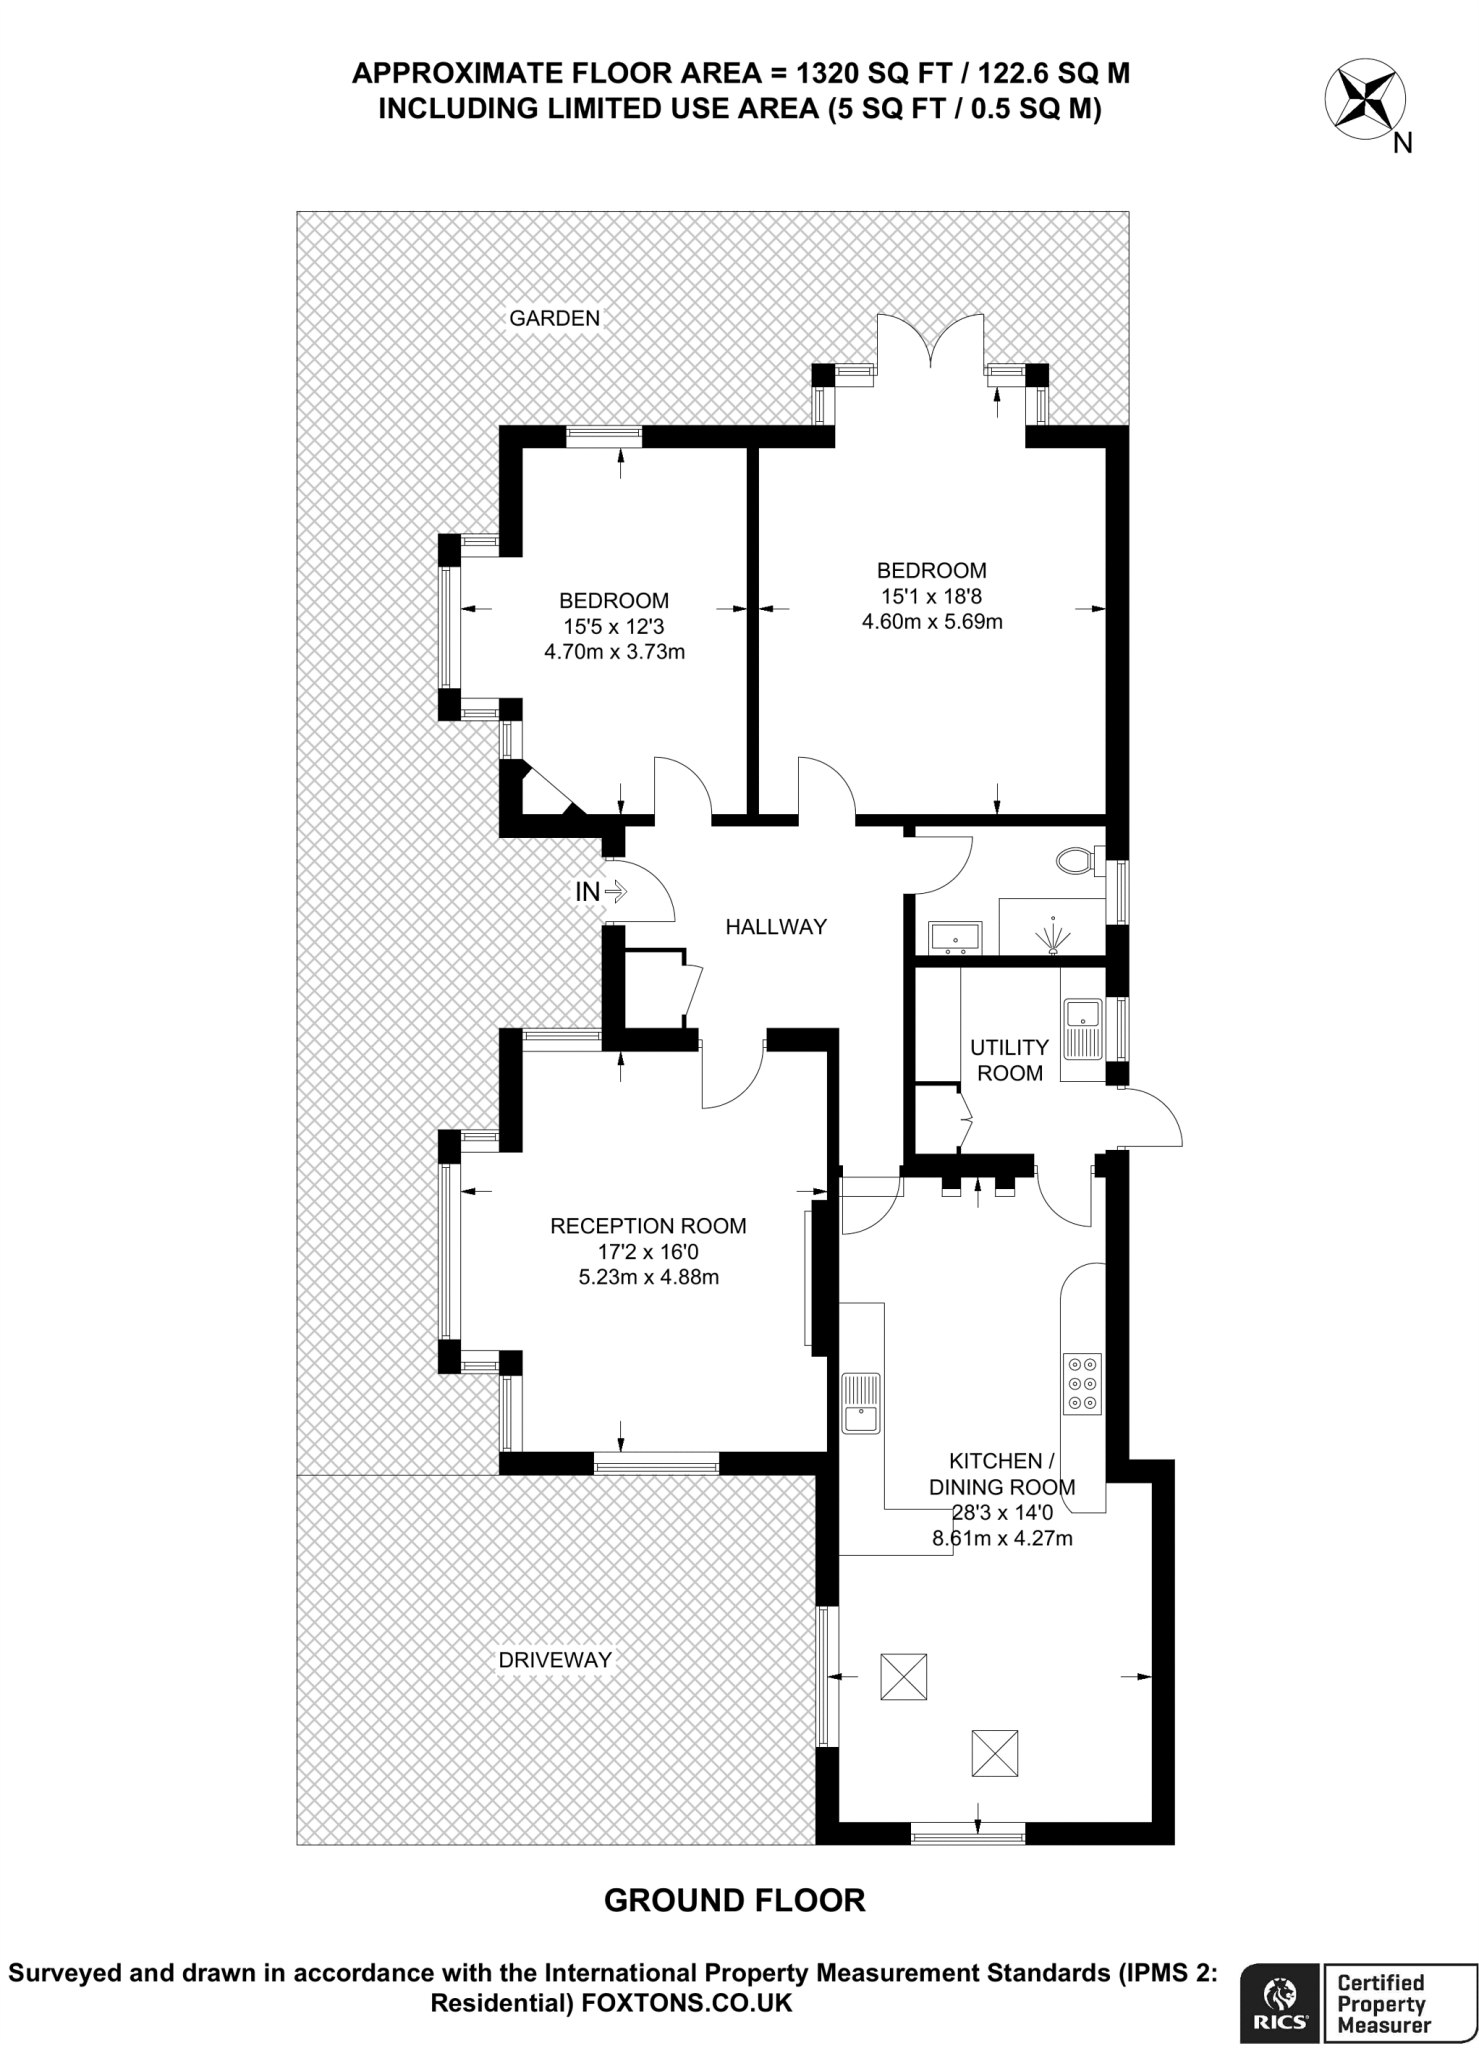 APPROXIMATE FLOOR AREA = 1320 SQ FT / 122.6 SQ M
INCLUDING LIMITED USE AREA (5 SQ FT / 0.5 SQ M)
N
GARDEN
BEDROOM
15'5 x 12'3
4.70m x 3.73m
BEDROOM
15'1 x 18'8
4.60m x 5.69m
IN
HALLWAY
UTILITY
ROOM
RECEPTION ROOM
17'2 x 16'0
5.23m x 4.88m
KITCHEN /
DINING ROOM
28'3 x 14'0
8.61m x 4.27m
DRIVEWAY
GROUND FLOOR
Surveyed and drawn in accordance with the International Property Measurement Standards (IPMS 2:
Residential) FOXTONS.CO.UK
RICS
Certified
Property
Measurer